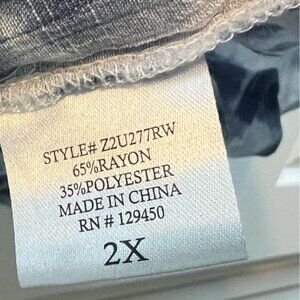 STYLE# Z2U277RW
65%RAYON
35%POLYESTER
MADE IN CHINA
RN # 129450
2X